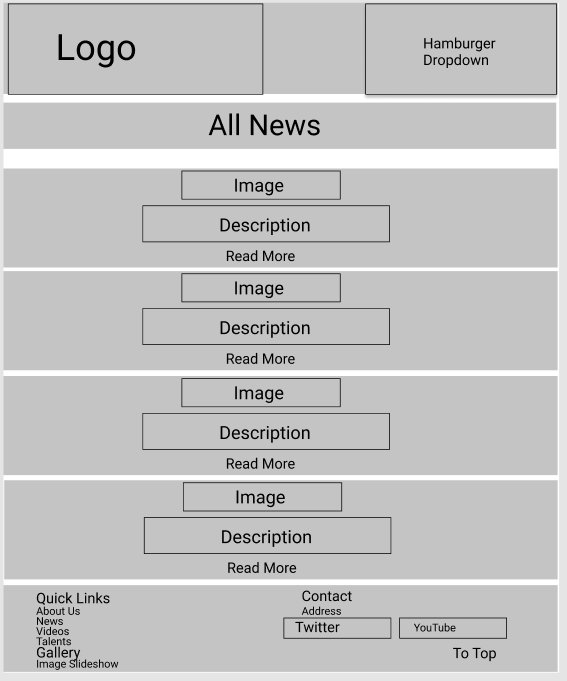 Logo
Hamburger
Dropdown
All News
Image
Description
Read More
Image
Description
Read More
Image
Description
Read More
Image
Description
Read More
Quick Links
About Us
News
Videos
Talents
Gallery
Image Slideshow
Contact
Address
Twitter
YouTube
To Top